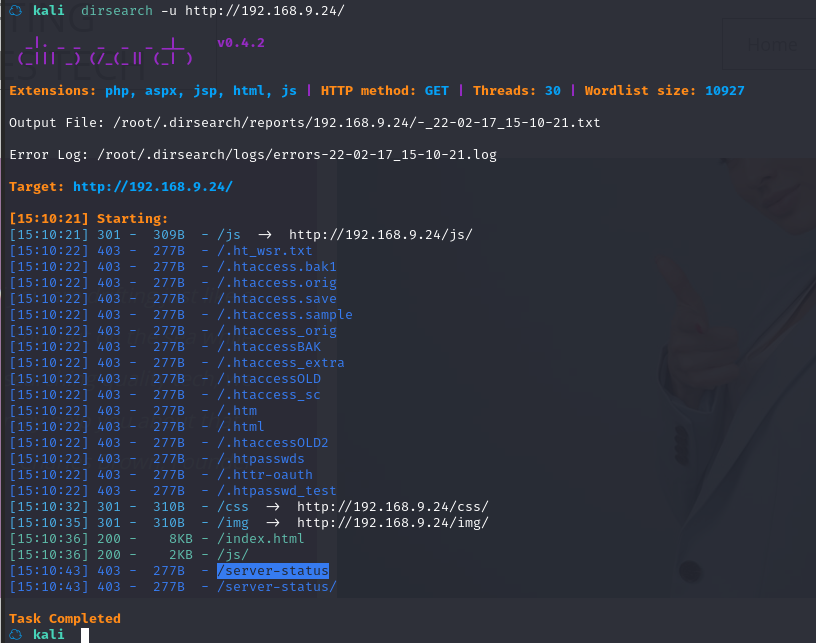 kali dirsearch -u http://192.168.9.24/
v0.4.2
Home
Extensions: php, aspx, jsp, html, js | HTTP method: GET | Threads: 30 | Wordlist size: 10927
Output File: /root/.dirsearch/reports/192.168.9.24/-_22-02-17_15-10-21.txt
Error Log: /root/.dirsearch/logs/errors-22-02-17_15-10-21.log
Target: http://192.168.9.24/
[15:10:21] Starting:
[15:10:21] 301 - 309B - /js -> http://192.168.9.24/js/
[15:10:22] 403 - 277B - /.ht_wsr.txt
[15:10:22] 403 - 277B - /.htaccess.bak1
[15:10:22] 403 - 277B - /.htaccess.orig
[15:10:22] 403 - 277B - /.htaccess.save
[15:10:22] 403 - 277B - /.htaccess.sample
[15:10:22] 403 - 277B - /.htaccess_orig
[15:10:22] 403 - 277B - /.htaccessBAK
[15:10:22] 403 - 277B - /.htaccess_extra
[15:10:22] 403 - 277B - /.htaccessOLD
[15:10:22] 403 - 277B - /.htaccess_sc
[15:10:22] 403 - 277B - /.htm
[15:10:22] 403 - 277B - /.html
[15:10:22] 403 - 277B - /.htaccessOLD2
[15:10:22] 403 - 277B - /.htpasswds
[15:10:22] 403 - 277B - /.httr-oauth
[15:10:22] 403 - 277B - /.htpasswd_test
[15:10:32] 301 - 310B - /css -> http://192.168.9.24/css/
[15:10:35] 301 - 310B - /img -> http://192.168.9.24/img/
[15:10:36] 200 - 8KB - /index.html
[15:10:36] 200 - 2KB - /js/
[15:10:43] 403 - 277B - /server-status
[15:10:43] 403 - 277B - /server-status/
Task Completed
kali